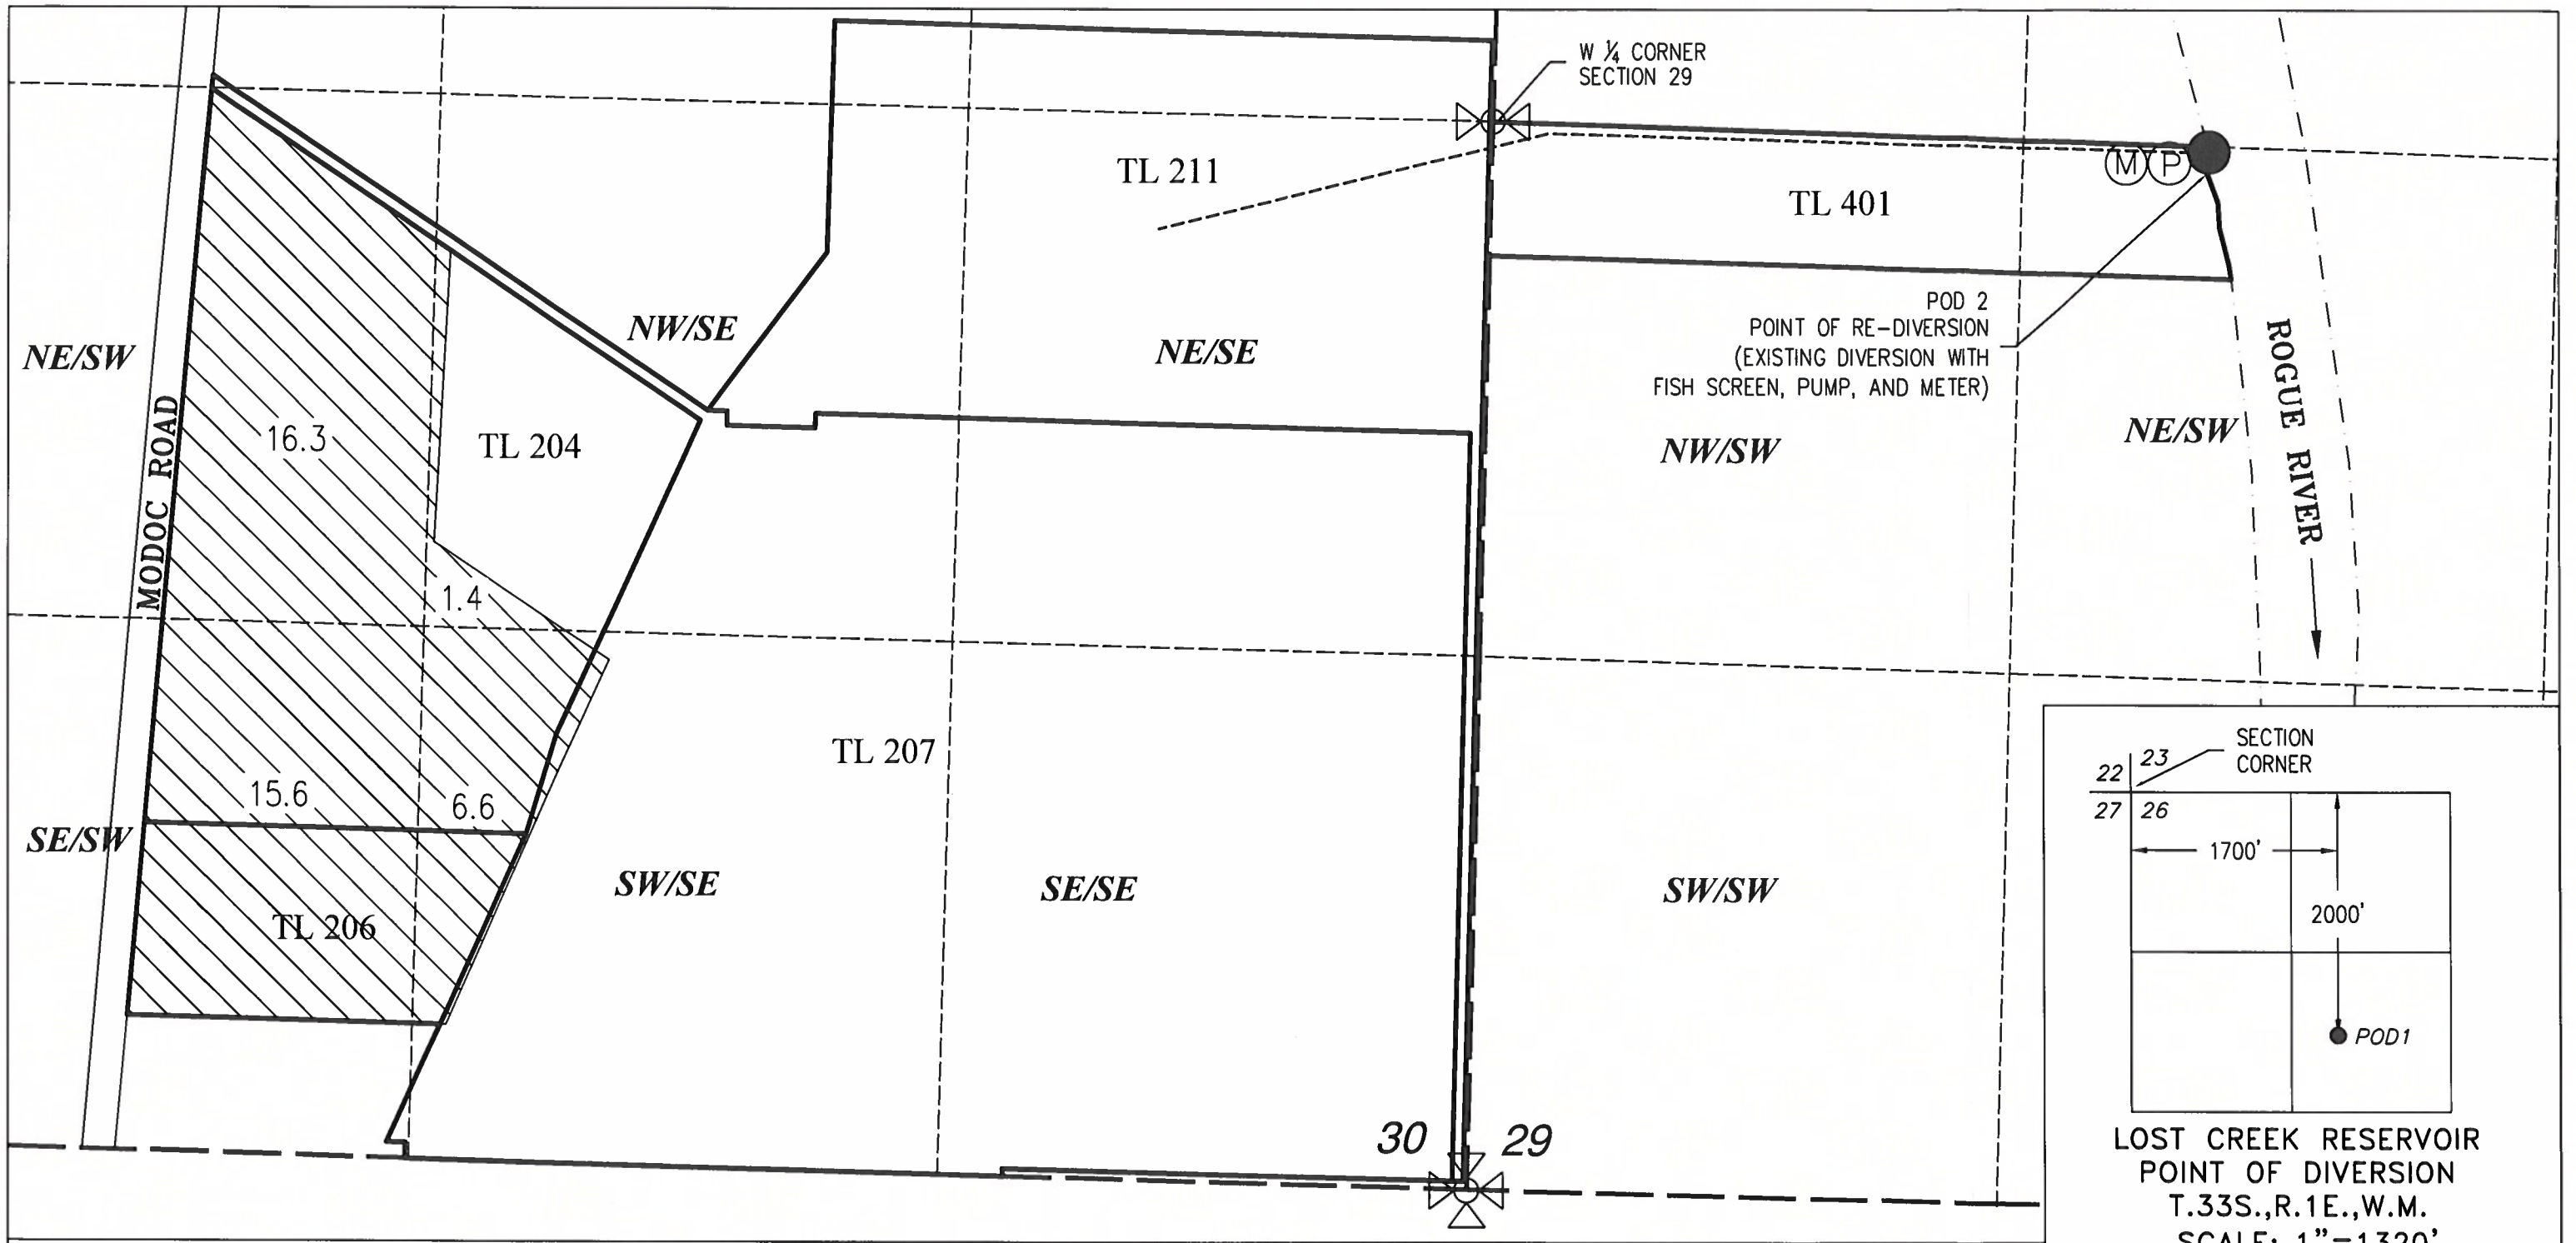 W ¼ CORNER
SECTION 29
TL 211
M P
TL 401
POD 2
POINT OF RE-DIVERSION
(EXISTING DIVERSION WITH
FISH SCREEN, PUMP, AND METER)
NE/SW
MODOC ROAD
16.3
TL 204
NW/SE
NE/SE
NW/SW
NE/SW
ROGUE RIVER
1.4
15.6
6.6
TL 207
SE/SW
TL 206
SW/SE
SE/SE
SW/SW
30
29
SECTION
CORNER
22 23
27 26
1700'
2000'
POD1
LOST CREEK RESERVOIR
POINT OF DIVERSION
T.33S.,R.1E.,W.M.
SCALE: 1"=1320'